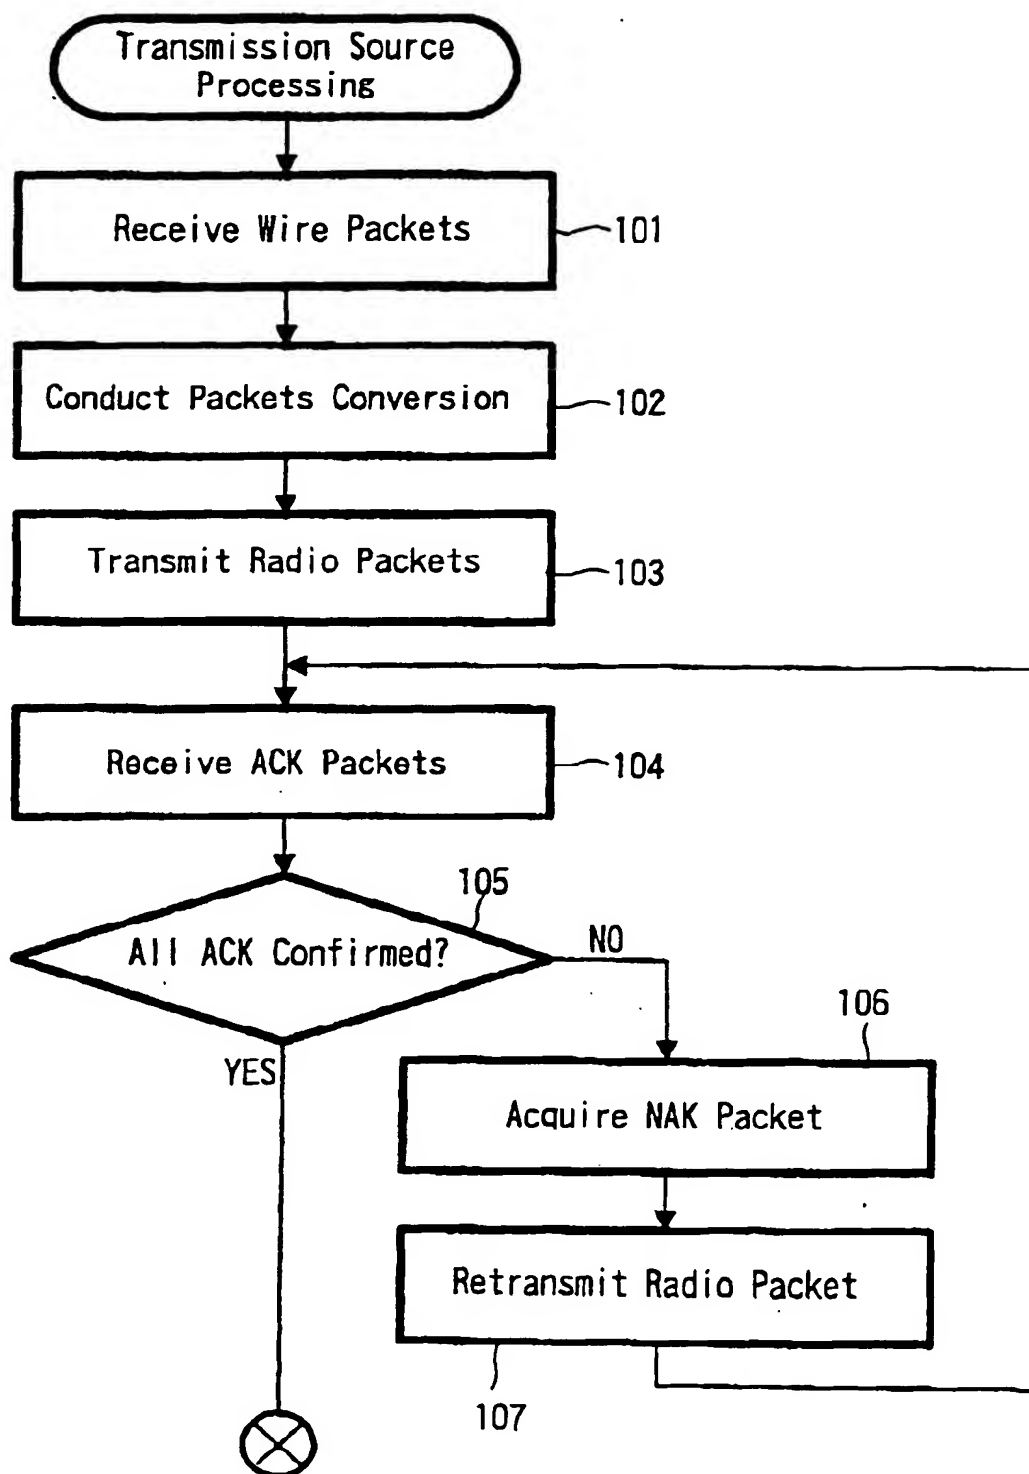 Transmission Source
Processing
Receive Wire Packets
101
Conduct Packets Conversion
102
Transmit Radio Packets
103
Receive ACK Packets
104
105
All ACK Confirmed?
NO
YES
106
Acquire NAK Packet
Retransmit Radio Packet
107